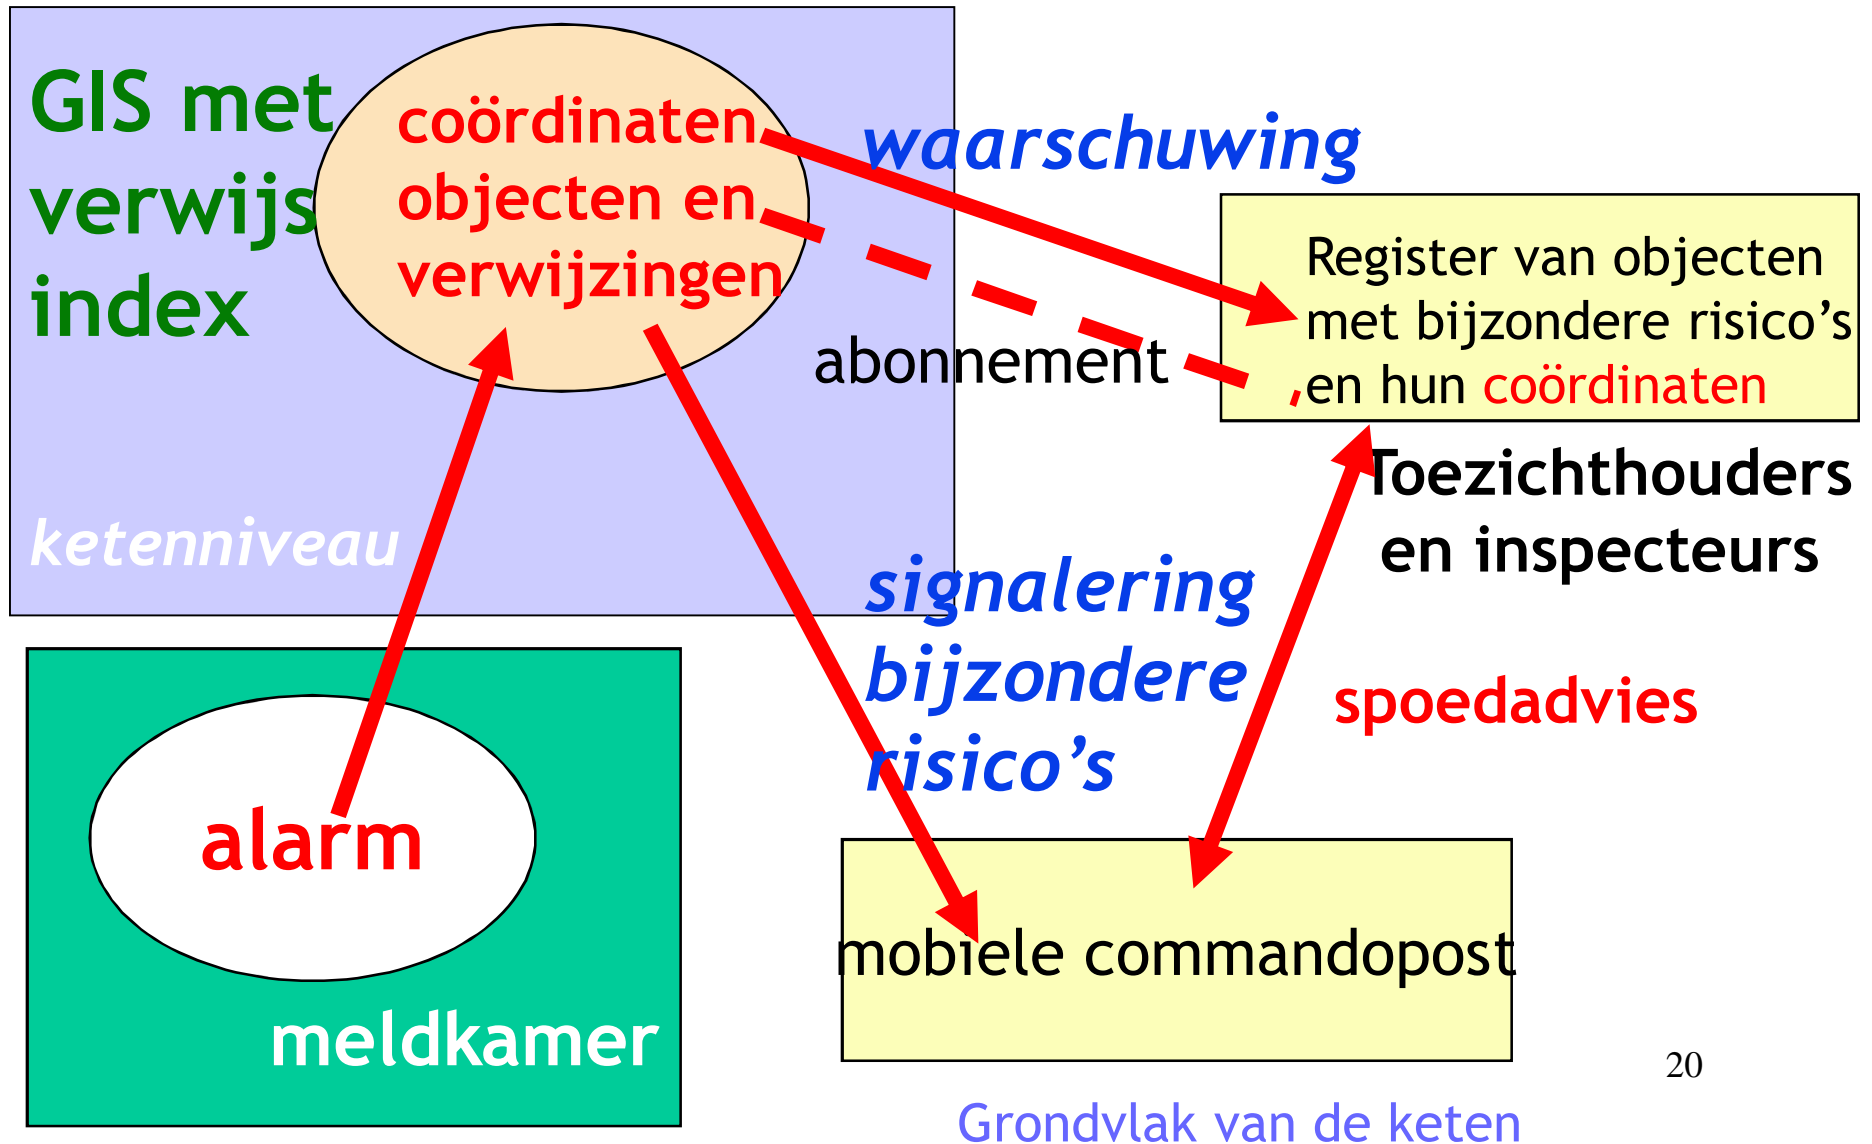 GIS met
verwijs
index
coördinaten
objecten en
verwijzingen
ketenniveau
waarschuwing
abonnement
Register van objecten
met bijzondere risico’s
en hun coördinaten
Toezichthouders
en inspecteurs
signalering
bijzondere
risico’s
spoedadvies
alarm
meldkamer
mobiele commandopost
20
Grondvlak van de keten